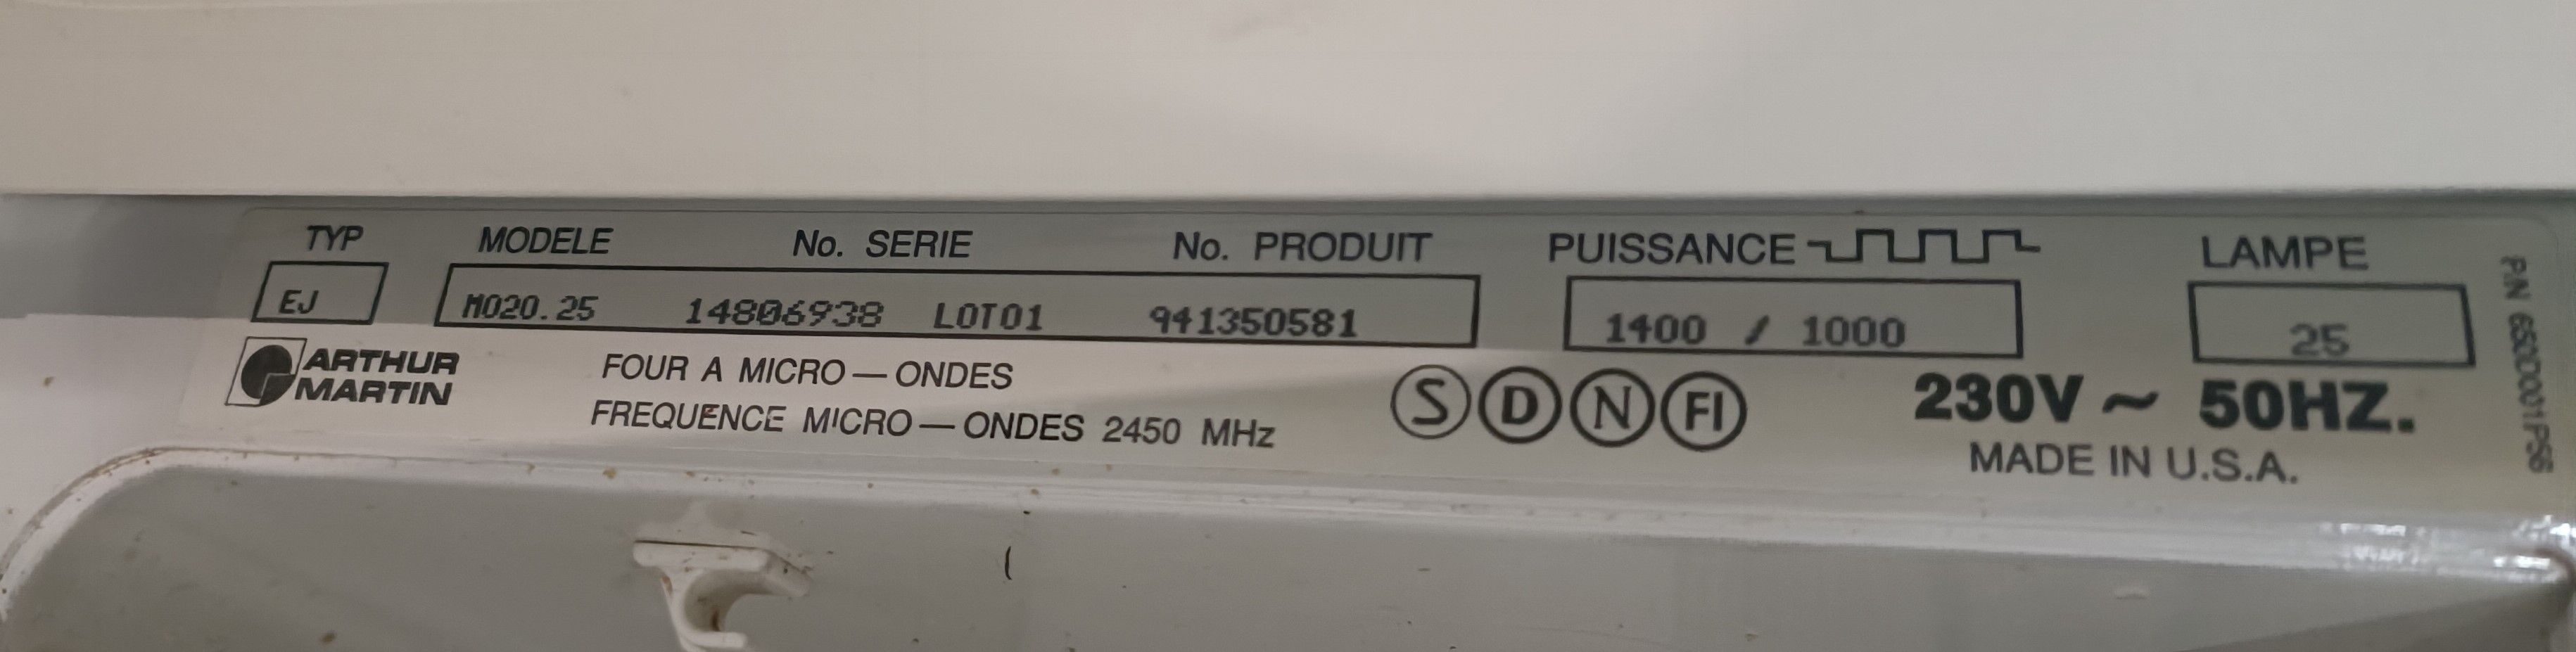 TYP MODELE No. SERIE No. PRODUIT PUISSANCE LAMPE
EJ M020.25 14806938 LOT01 941350581 1400 / 1000 25
ARTHUR
MARTIN
FOUR A MICRO — ONDES
FREQUENCE MICRO — ONDES 2450 MHz
S D N FI
230V ~ 50HZ.
MADE IN U.S.A.
P/N 650D001P56